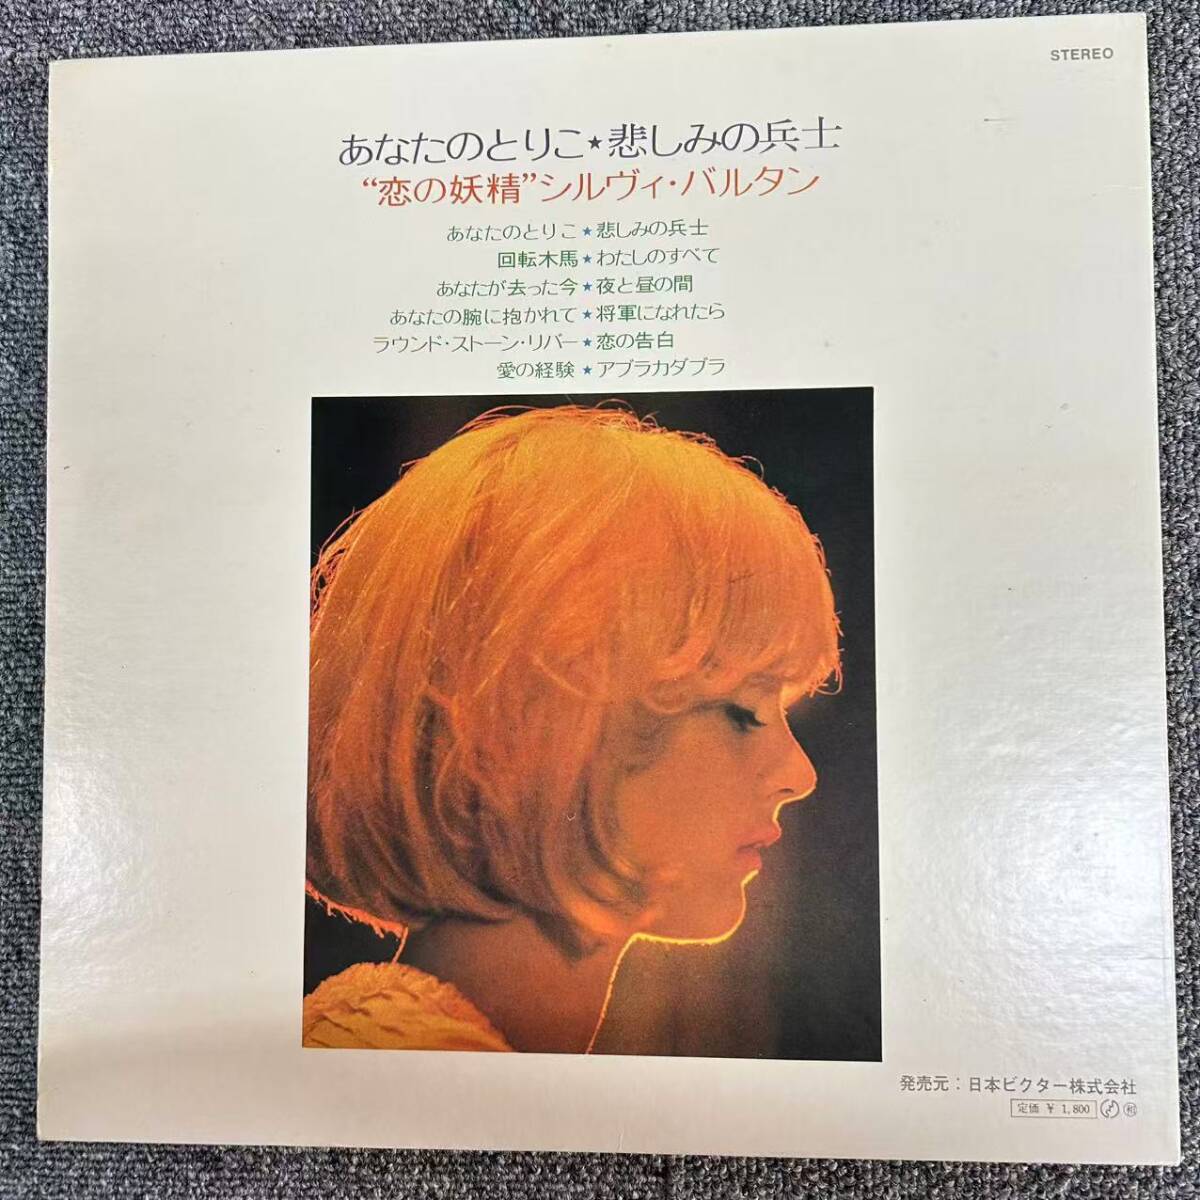 STEREO
あなたのとりこ★悲しみの兵士
“恋の妖精”シルヴィ・バルタン
あなたのとりこ★悲しみの兵士
回転木馬★わたしのすべて
あなたが去った今★夜と昼の間
あなたの腕に抱かれて★将軍になれたら
ラウンド・ストーン・リバー★恋の告白
愛の経験★アブラカダブラ
発売元：日本ビクター株式会社
定価 ¥ 1,800